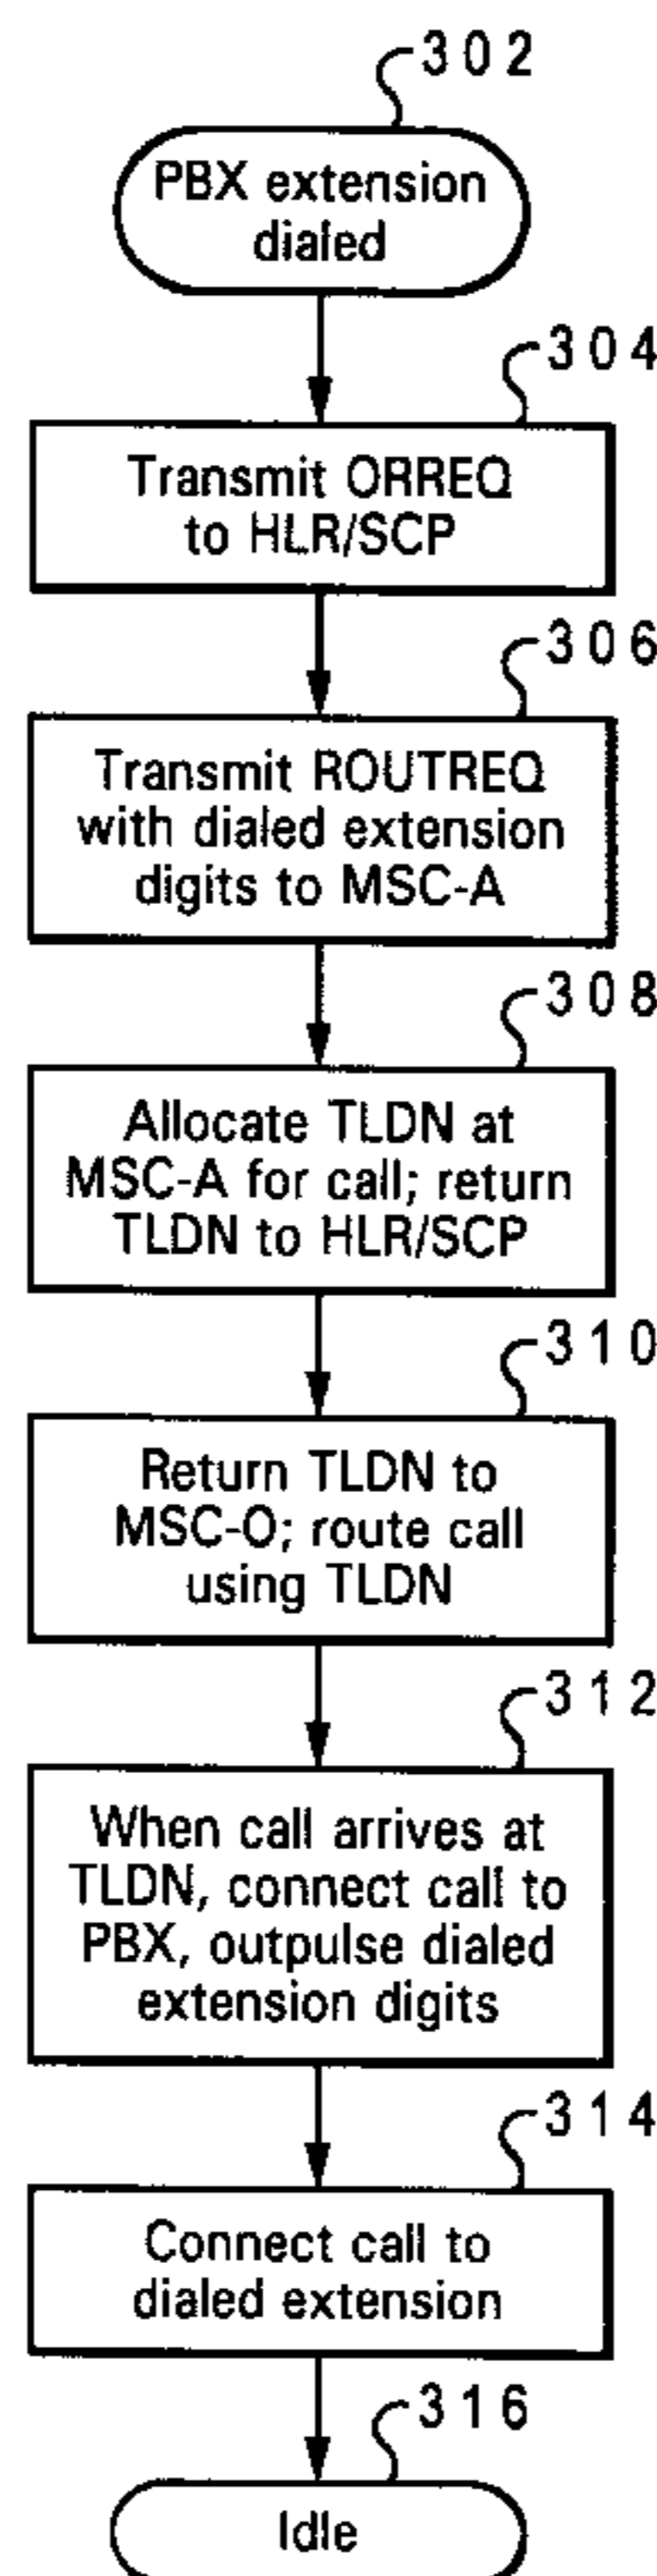 302
PBX extension
dialed
304
Transmit ORREQ
to HLR/SCP
306
Transmit ROUTREQ
with dialed extension
digits to MSC-A
308
Allocate TLDN at
MSC-A for call; return
TLDN to HLR/SCP
310
Return TLDN to
MSC-O; route call
using TLDN
312
When call arrives at
TLDN, connect call to
PBX, outpulse dialed
extension digits
314
Connect call to
dialed extension
316
Idle